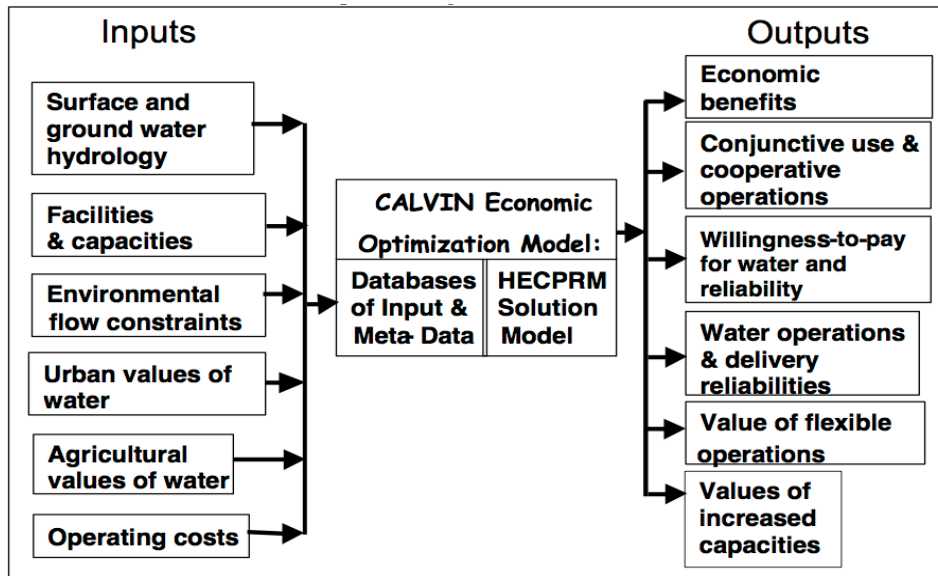 Inputs
Surface and
ground water
hydrology
Facilities
& capacities
Environmental
flow constraints
Urban values of
water
Agricultural
values of water
Operating costs
CALVIN Economic
Optimization Model:
Databases
of Input &
Meta- Data
HECPRM
Solution
Model
Outputs
Economic
benefits
Conjunctive use &
cooperative
operations
Willingness-to-pay
for water and
reliability
Water operations
& delivery
reliabilities
Value of flexible
operations
Values of
increased
capacities